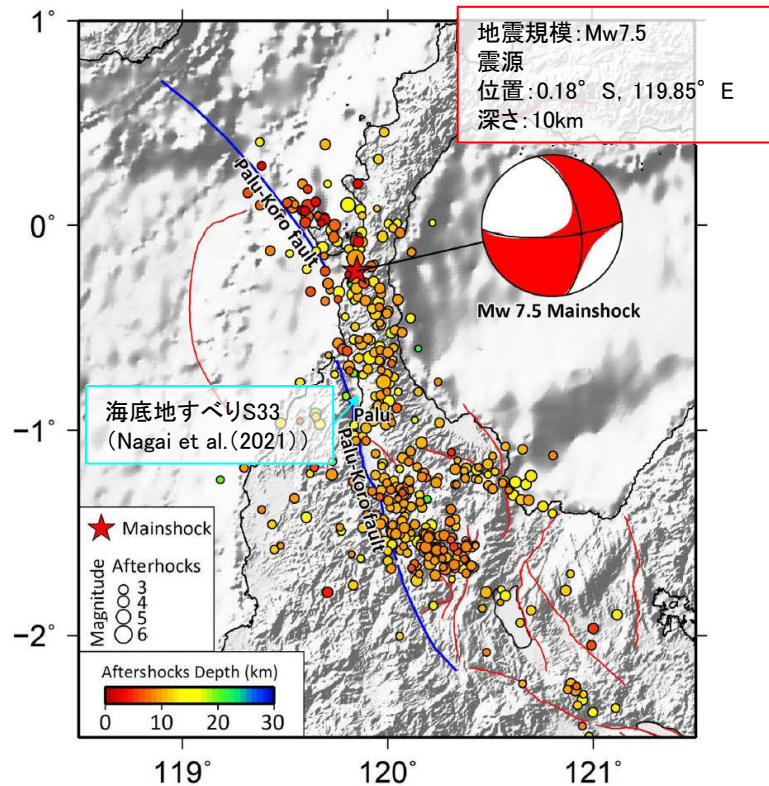 1°
地震規模：Mw7.5
震源
位置：0.18° S，119.85° E
深さ：10km
Palu-Koro fault
0°
Mw 7.5 Mainshock
海底地すべりS33
（Nagai et al.(2021)）
Palu
−1°
Palu-Koro fault
Mainshock
Magnitude
Afterhocks
3
4
5
6
−2°
Aftershocks Depth (km)
0 10 20 30
119° 120° 121°